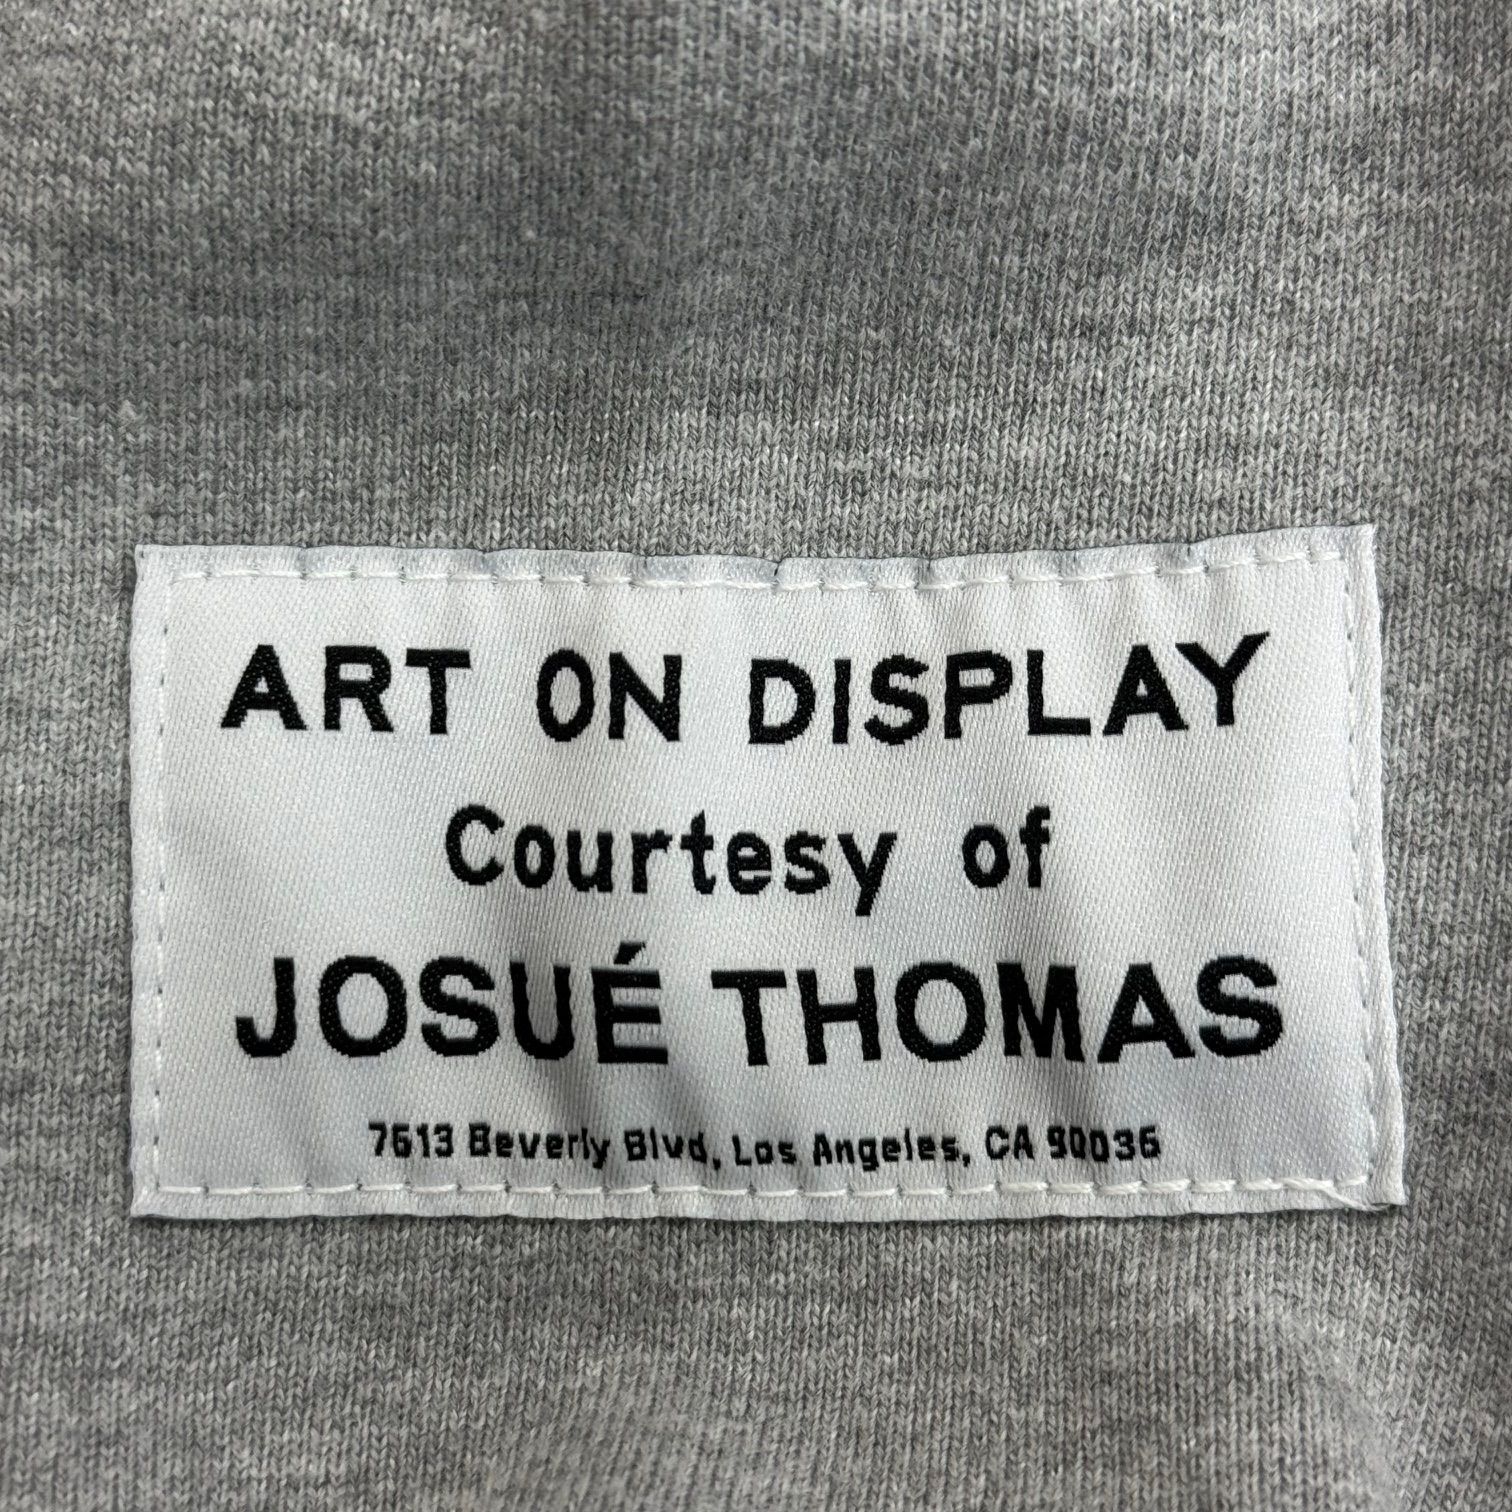 ART ON DISPLAY
Courtesy of
JOSUÉ THOMAS
7613 Beverly Blvd, Los Angeles, CA 90036